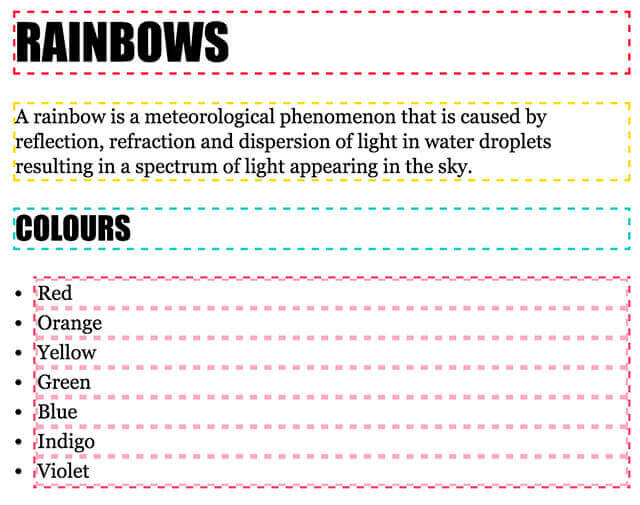 RAINBOWS
A rainbow is a meteorological phenomenon that is caused by
reflection, refraction and dispersion of light in water droplets
resulting in a spectrum of light appearing in the sky.
COLOURS
• Red
• Orange
• Yellow
• Green
• Blue
• Indigo
• Violet